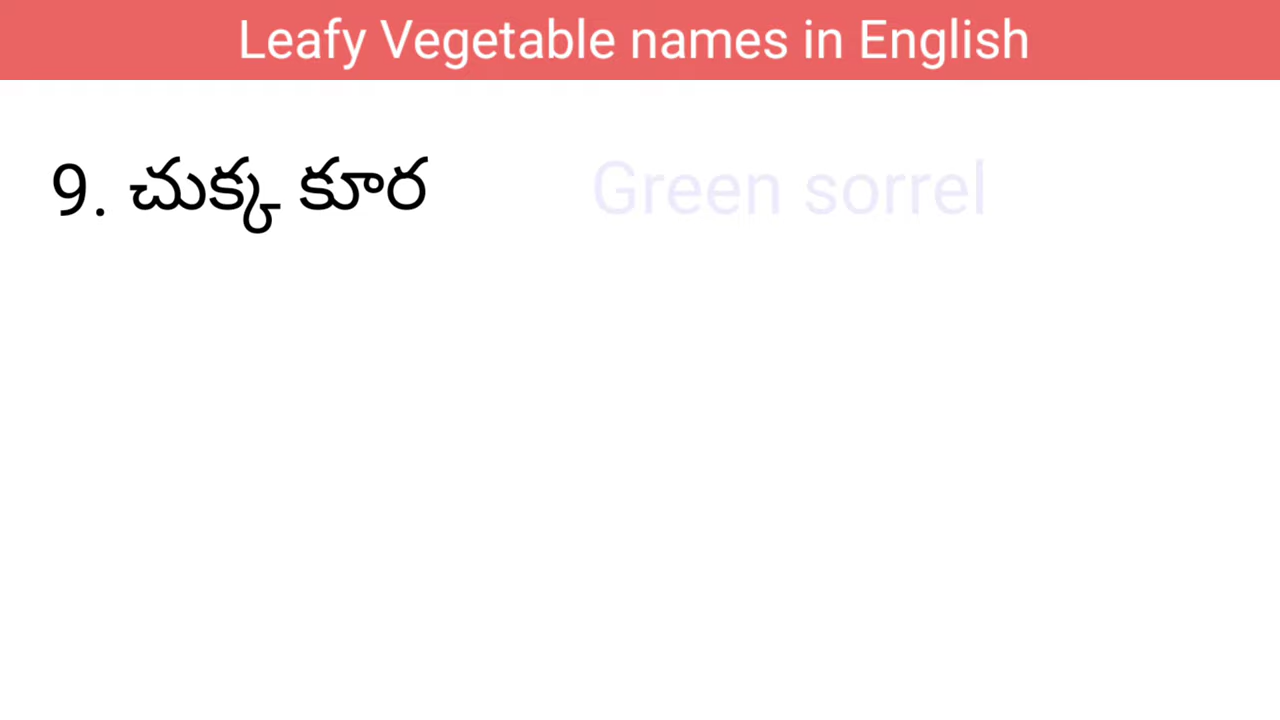 Leafy Vegetable names in English
9. చుక్క కూర Green sorrel